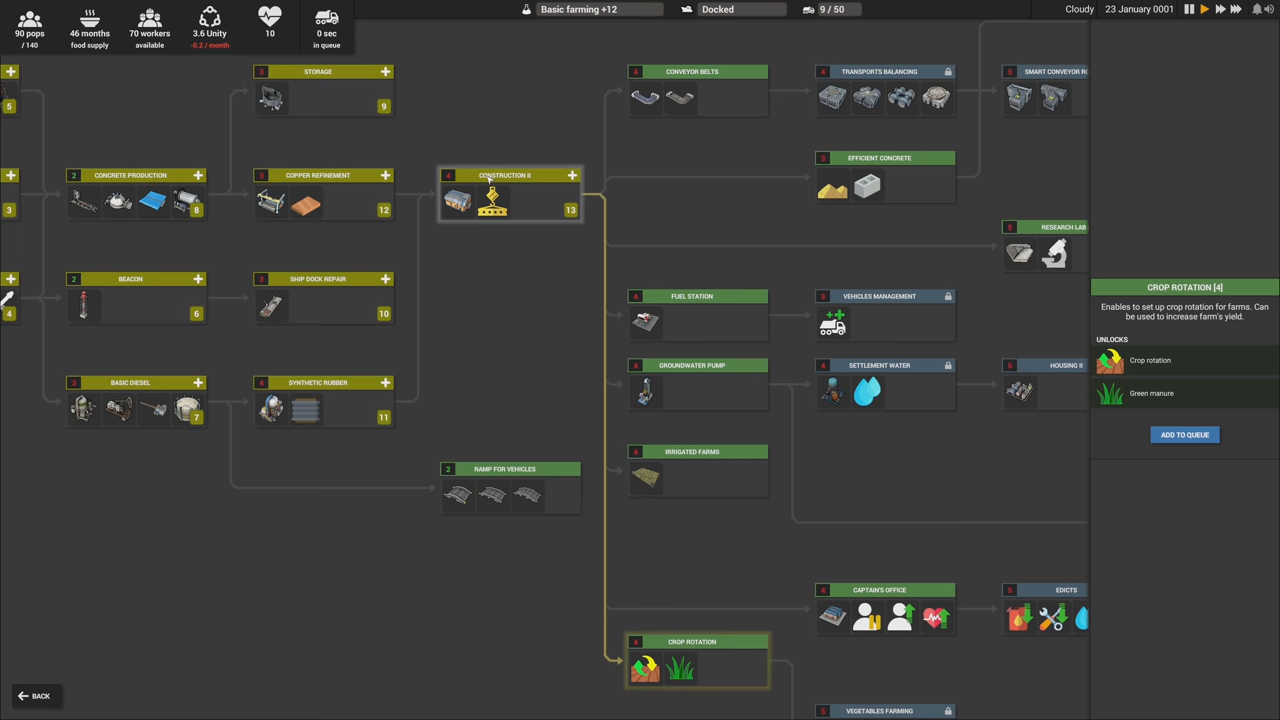 90 pops
/ 140
46 months
food supply
70 workers
available
3.6 Unity
-0.2 / month
10
0 sec
in queue
Basic farming +12
Docked
9 / 50
Cloudy
23 January 0001
3 STORAGE
9
5
4 CONVEYOR BELTS
4 TRANSPORTS BALANCING
5 SMART CONVEYOR RO
3 EFFICIENT CONCRETE
2 CONCRETE PRODUCTION
8
3 COPPER REFINEMENT
12
4 CONSTRUCTION II
13
3
6 RESEARCH LAB
2 BEACON
6
3 SHIP DOCK REPAIR
10
4
4 FUEL STATION
5 VEHICLES MANAGEMENT
CROP ROTATION [4]
Enables to set up crop rotation for farms. Can
be used to increase farm's yield.
UNLOCKS
Crop rotation
Green manure
ADD TO QUEUE
4 GROUNDWATER PUMP
4 SETTLEMENT WATER
5 HOUSING II
3 BASIC DIESEL
7
4 SYNTHETIC RUBBER
11
4 IRRIGATED FARMS
2 RAMP FOR VEHICLES
4 CAPTAIN'S OFFICE
5 EDICTS
4 CROP ROTATION
BACK
5 VEGETABLES FARMING